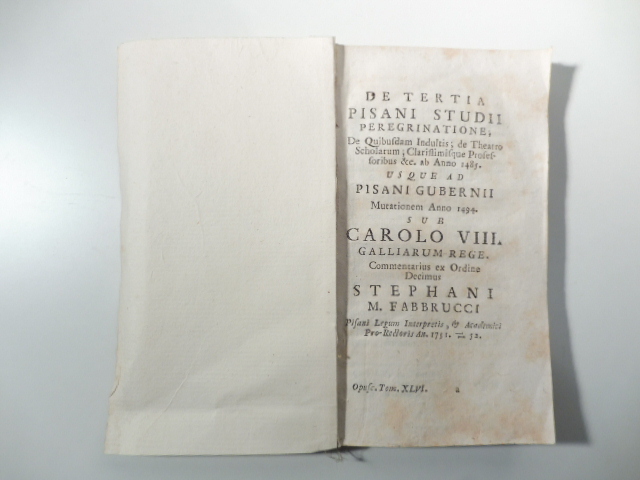 DE TERTIA
PISANI STUDII
PEREGRINATIONE,
De Quibusdam Indultis; de Theatro
Scholarum; Clarissimisque Profes-
soribus &c. ab Anno 1485.
USQUE AD
PISANI GUBERNII
Mutationem Anno 1494.
SUB
CAROLO VIII.
GALLIARUM REGE.
Commentarius ex Ordine
Decimus
STEPHANI
M. FABBRUCCI
Pisani Legum Interpretis, & Academici
Pro-Rectoris An. 1751. — 52.
Opusc. Tom. XLVI. a